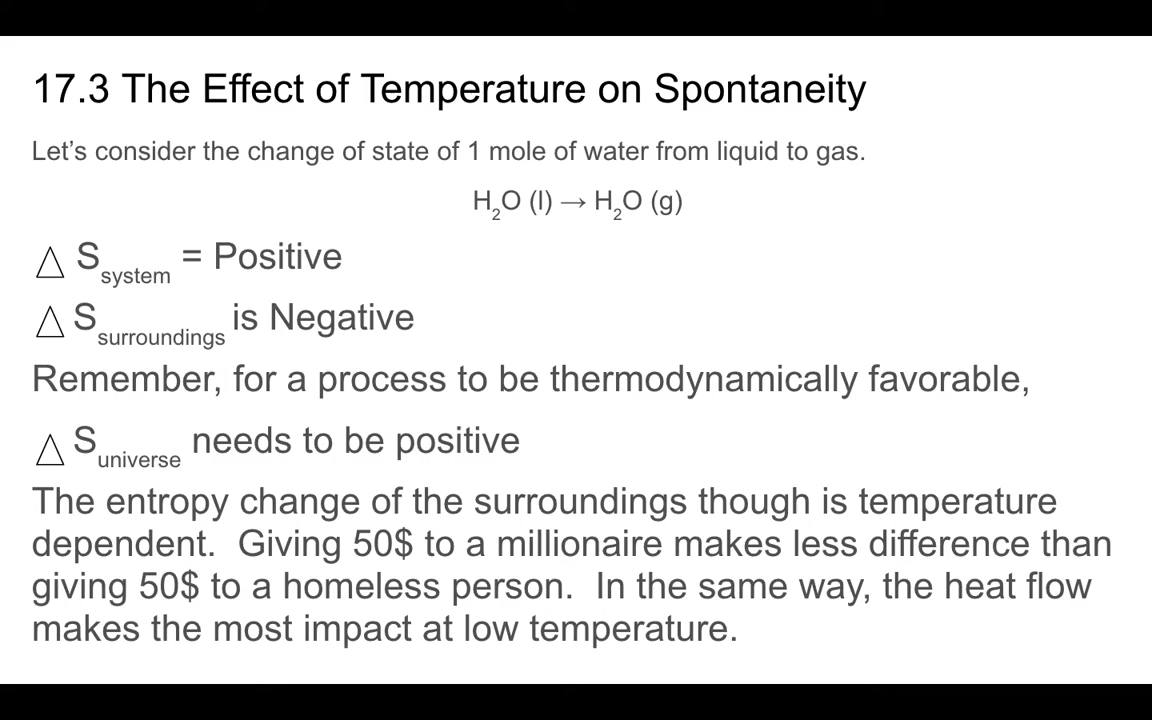 17.3 The Effect of Temperature on Spontaneity
Let's consider the change of state of 1 mole of water from liquid to gas.
H₂O (l) → H₂O (g)
△ S_system = Positive
△ S_surroundings is Negative
Remember, for a process to be thermodynamically favorable,
△ S_universe needs to be positive
The entropy change of the surroundings though is temperature
dependent.  Giving 50$ to a millionaire makes less difference than
giving 50$ to a homeless person.  In the same way, the heat flow
makes the most impact at low temperature.